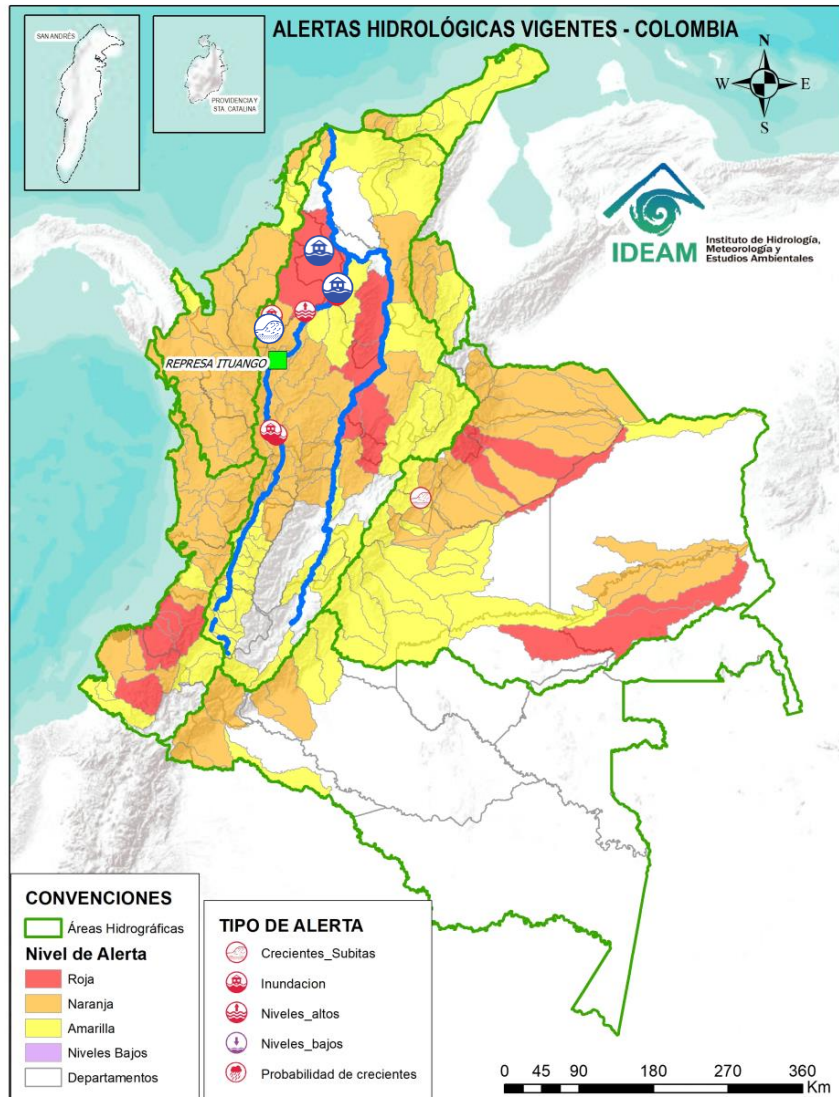 ALERTAS HIDROLÓGICAS VIGENTES - COLOMBIA
SAN ANDRÉS
PROVIDENCIA Y
STA. CATALINA
N
W
E
S
IDEAM
Instituto de Hidrología,
Meteorología y
Estudios Ambientales
REPRESA ITUANGO
CONVENCIONES
Áreas Hidrográficas
Nivel de Alerta
Roja
Naranja
Amarilla
Niveles Bajos
Departamentos
TIPO DE ALERTA
Crecientes_Subitas
Inundacion
Niveles_altos
Niveles_bajos
Probabilidad de crecientes
0 45 90 180 270 360
Km